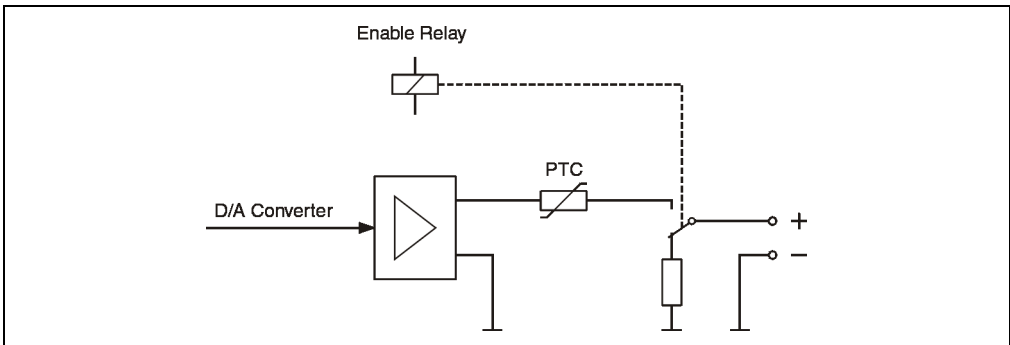 Enable Relay
PTC
D/A Converter
+
−